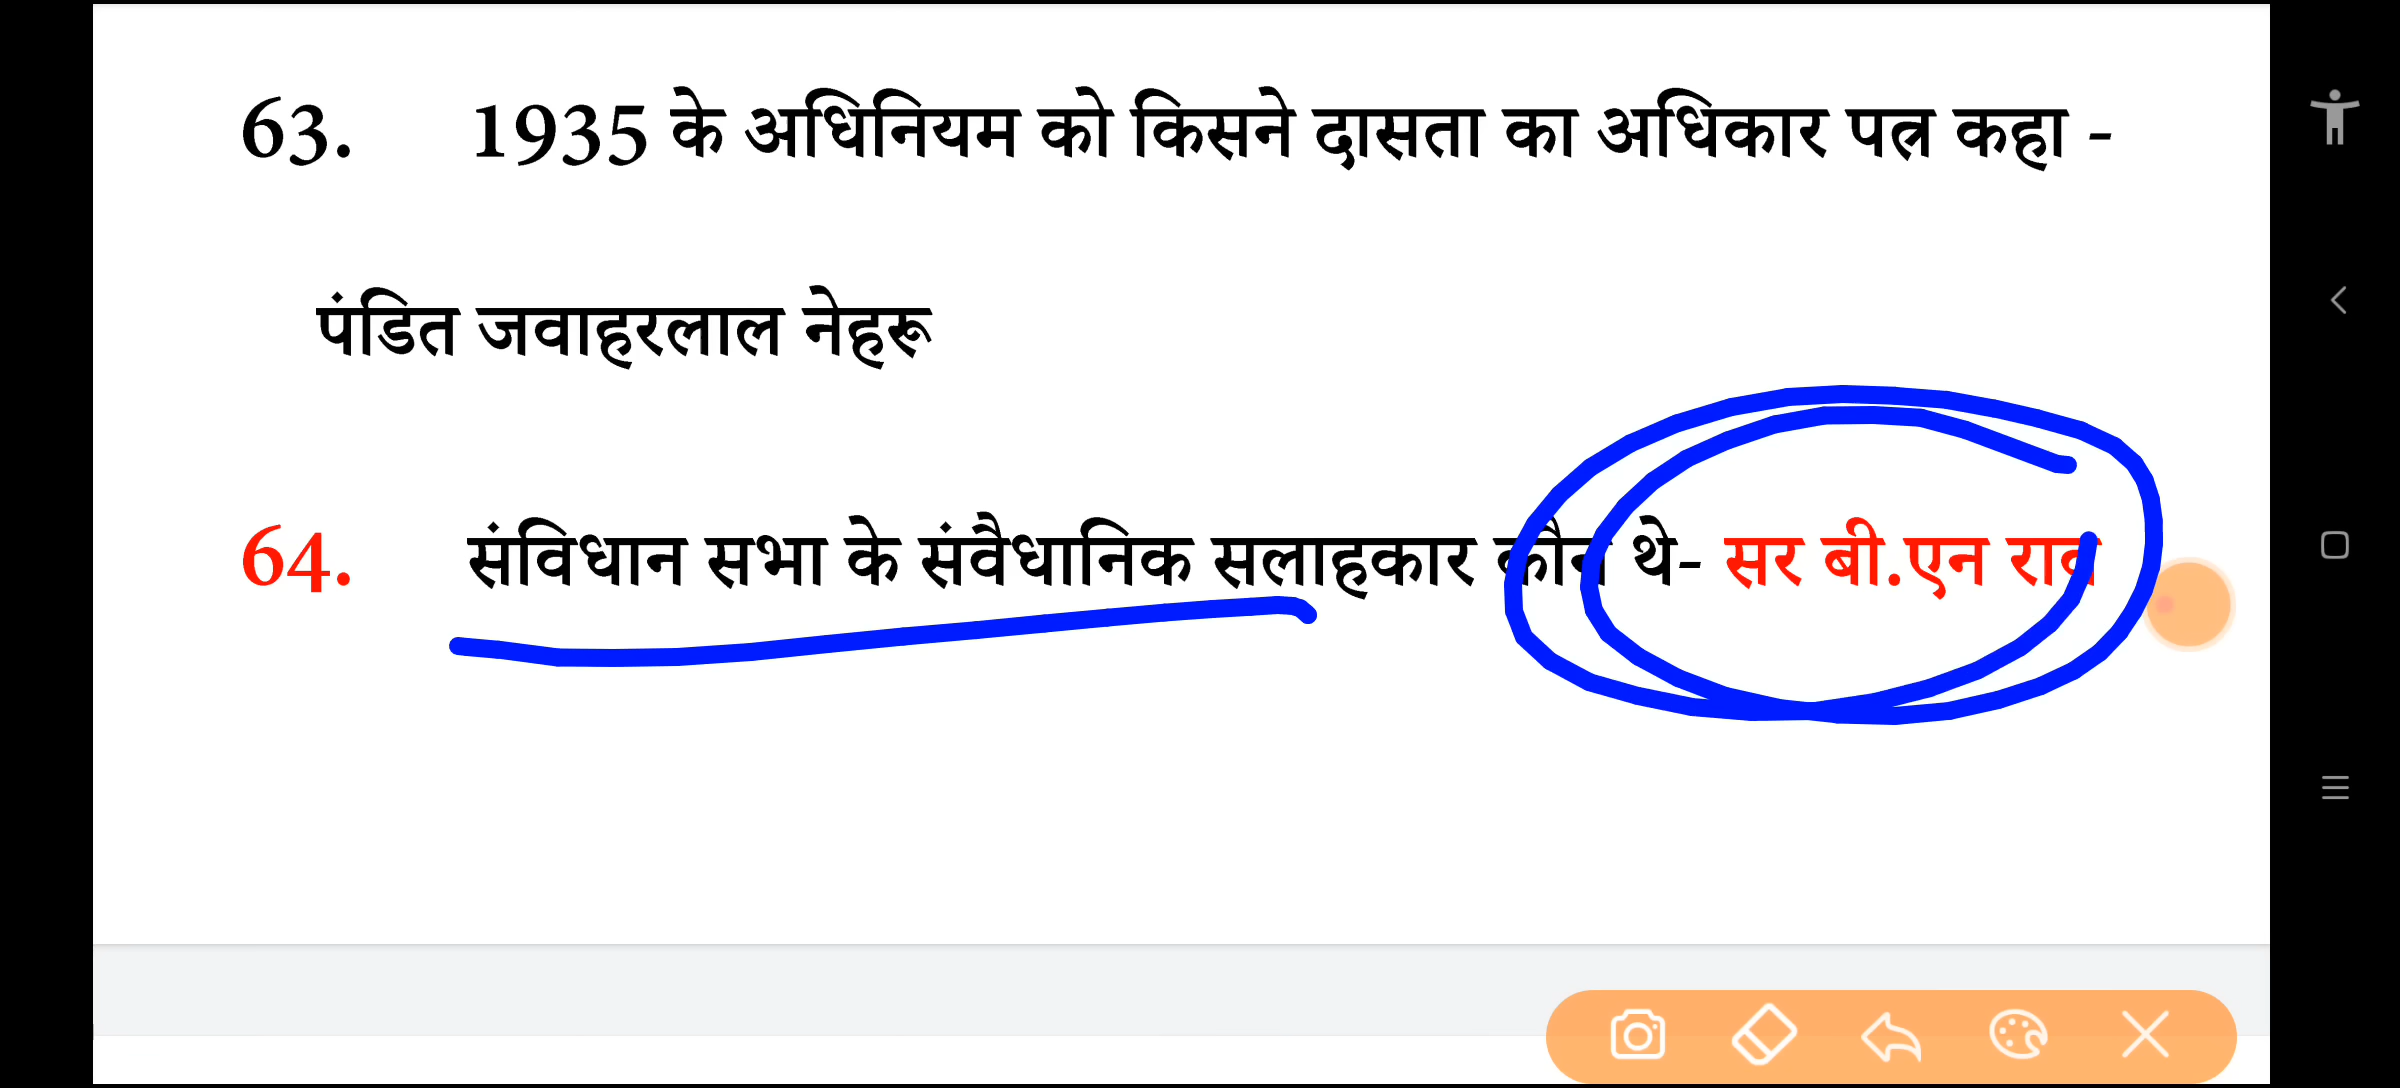 63. 1935 के अधिनियम को किसने दासता का अधिकार पत्र कहा -
पंडित जवाहरलाल नेहरू
64. संविधान सभा के संवैधानिक सलाहकार कौन थे- सर बी.एन राव